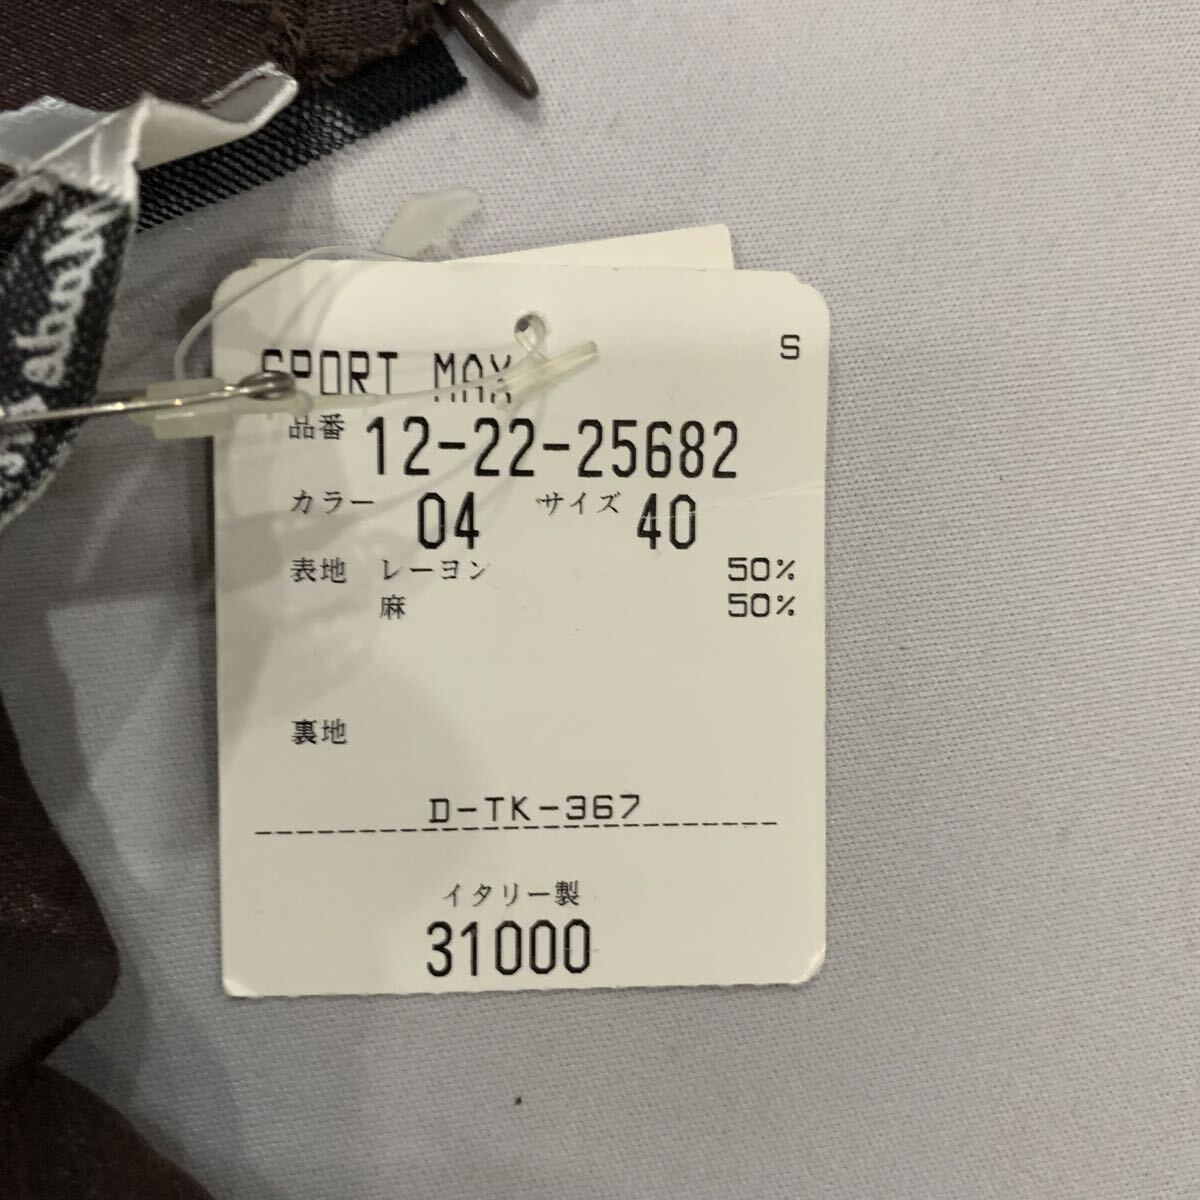 SPORT MAX
S
品番 12-22-25682
カラー 04 サイズ 40
表地 レーヨン 50%
麻 50%
裏地
D-TK-367
イタリー製
31000